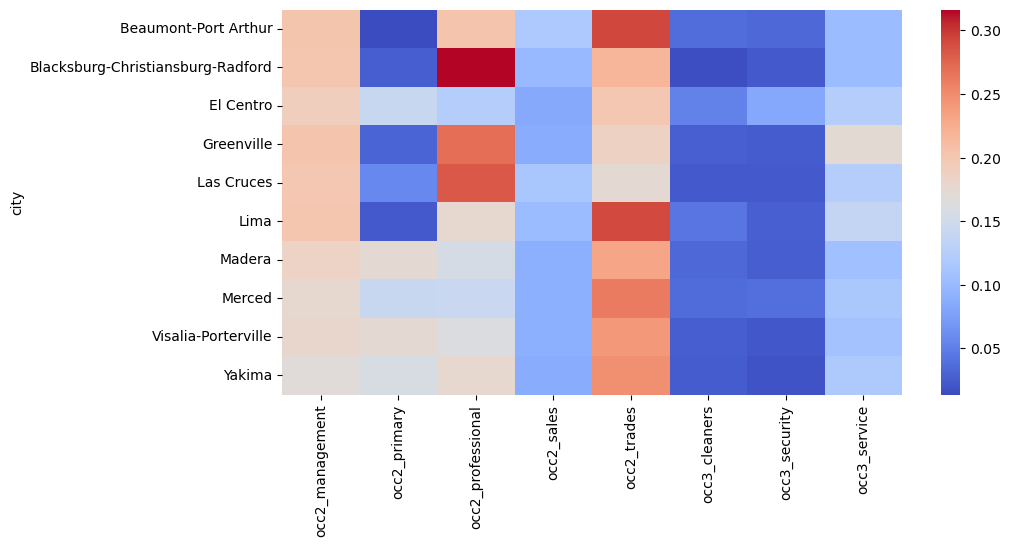 city
Beaumont-Port Arthur
Blacksburg-Christiansburg-Radford
El Centro
Greenville
Las Cruces
Lima
Madera
Merced
Visalia-Porterville
Yakima
occ2_management
occ2_primary
occ2_professional
occ2_sales
occ2_trades
occ3_cleaners
occ3_security
occ3_service
0.30
0.25
0.20
0.15
0.10
0.05